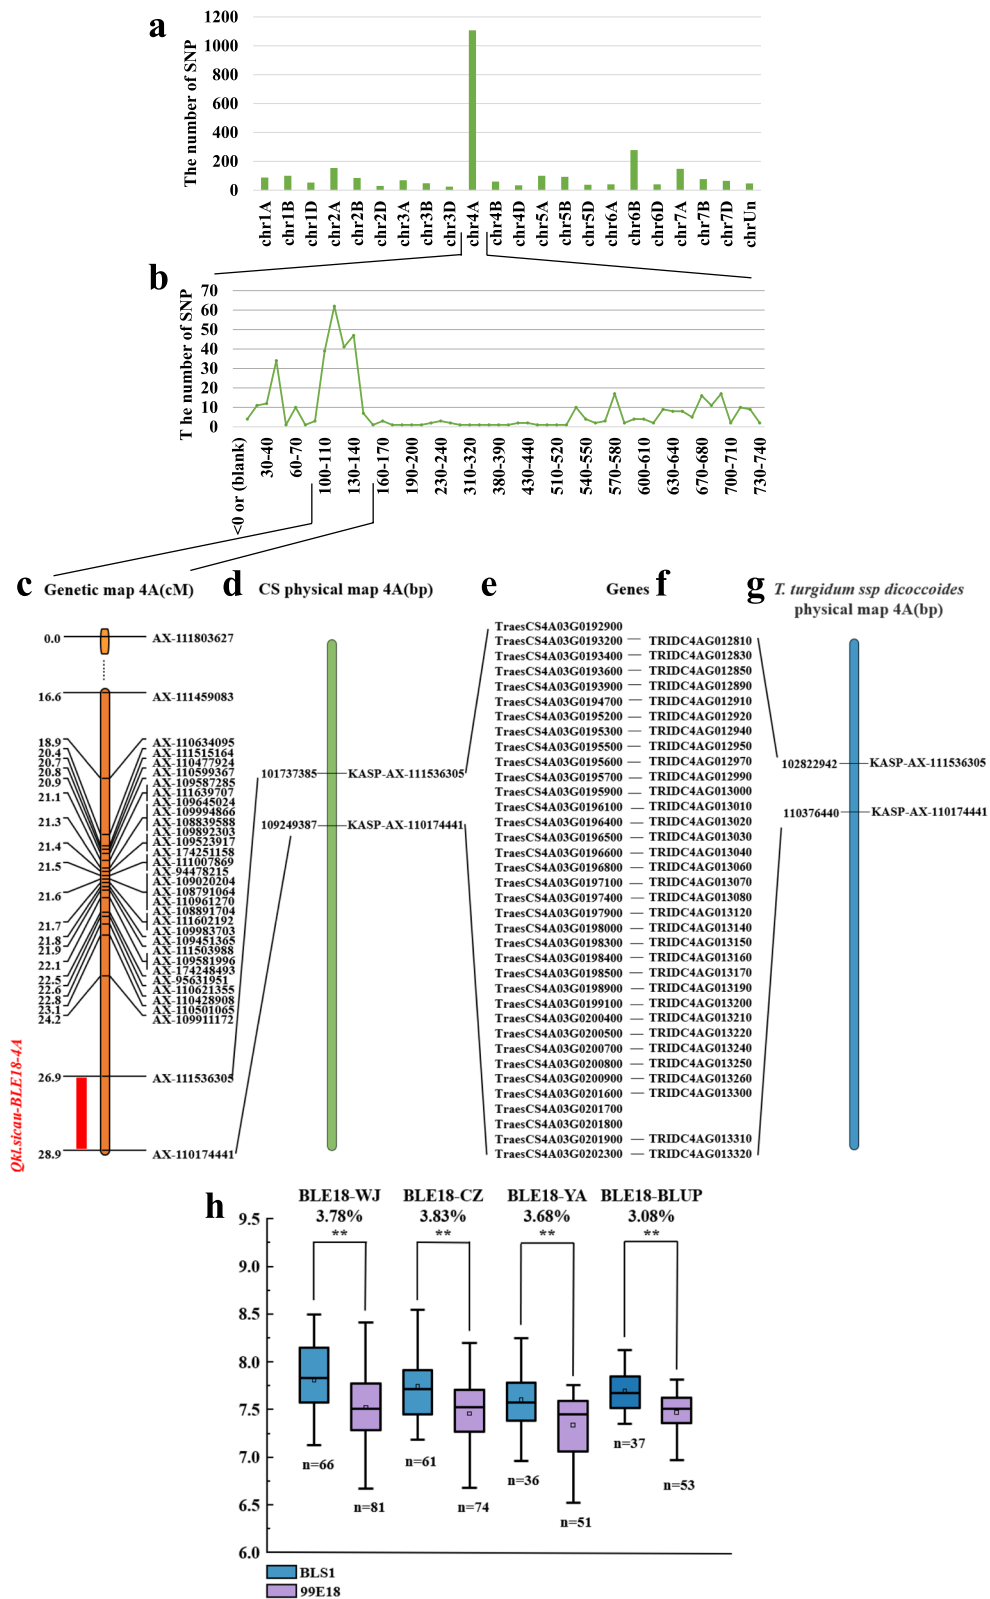 a
The number of SNP
1200
1000
800
600
400
200
0
chr1A
chr1B
chr1D
chr2A
chr2B
chr2D
chr3A
chr3B
chr3D
chr4A
chr4B
chr4D
chr5A
chr5B
chr5D
chr6A
chr6B
chr6D
chr7A
chr7B
chr7D
chrUn
b
T he number of SNP
70
60
50
40
30
20
10
0
<0 or (blank)
30-40
60-70
100-110
130-140
160-170
190-200
230-240
310-320
380-390
440-450
510-520
540-550
570-580
600-610
630-640
670-680
700-710
730-740
c
Genetic map 4A(cM)
0.0
16.6
18.9
20.4
20.7
20.8
20.9
21.1
21.3
21.4
21.5
21.6
21.7
21.8
21.9
22.1
22.5
22.6
22.8
23.1
24.2
26.9
28.9
AX-111803627
AX-111459083
AX-110634095
AX-111515164
AX-110477924
AX-110599367
AX-109587285
AX-111639707
AX-109645024
AX-109994866
AX-108839588
AX-109892303
AX-109523917
AX-174251158
AX-111007869
AX-94478215
AX-109020204
AX-108791064
AX-110961270
AX-108891704
AX-111602192
AX-109983703
AX-109451365
AX-111503988
AX-109581996
AX-174248493
AX-95631951
AX-110621355
AX-110428908
AX-110501065
AX-109911172
AX-111536305
AX-110174441
Qkl.sicau-BLE18-4A
d
CS physical map 4A(bp)
101737385
KASP-AX-111536305
109249387
KASP-AX-110174441
e
Genes
f
TraesCS4A03G0192900
TraesCS4A03G0193200 — TRIDC4AG012810
TraesCS4A03G0193400 — TRIDC4AG012830
TraesCS4A03G0193600 — TRIDC4AG012850
TraesCS4A03G0193900 — TRIDC4AG012890
TraesCS4A03G0194700 — TRIDC4AG012910
TraesCS4A03G0195200 — TRIDC4AG012920
TraesCS4A03G0195300 — TRIDC4AG012940
TraesCS4A03G0195500 — TRIDC4AG012950
TraesCS4A03G0195600 — TRIDC4AG012970
TraesCS4A03G0195700 — TRIDC4AG012990
TraesCS4A03G0195900 — TRIDC4AG013000
TraesCS4A03G0196100 — TRIDC4AG013010
TraesCS4A03G0196400 — TRIDC4AG013020
TraesCS4A03G0196500 — TRIDC4AG013030
TraesCS4A03G0196600 — TRIDC4AG013040
TraesCS4A03G0196800 — TRIDC4AG013060
TraesCS4A03G0197100 — TRIDC4AG013070
TraesCS4A03G0197400 — TRIDC4AG013080
TraesCS4A03G0197900 — TRIDC4AG013120
TraesCS4A03G0198000 — TRIDC4AG013140
TraesCS4A03G0198300 — TRIDC4AG013150
TraesCS4A03G0198400 — TRIDC4AG013160
TraesCS4A03G0198500 — TRIDC4AG013170
TraesCS4A03G0198900 — TRIDC4AG013190
TraesCS4A03G0199100 — TRIDC4AG013200
TraesCS4A03G0200400 — TRIDC4AG013210
TraesCS4A03G0200500 — TRIDC4AG013220
TraesCS4A03G0200700 — TRIDC4AG013240
TraesCS4A03G0200800 — TRIDC4AG013250
TraesCS4A03G0200900 — TRIDC4AG013260
TraesCS4A03G0201600 — TRIDC4AG013300
TraesCS4A03G0201700
TraesCS4A03G0201800
TraesCS4A03G0201900 — TRIDC4AG013310
TraesCS4A03G0202300 — TRIDC4AG013320
g
T. turgidum ssp dicoccoides
physical map 4A(bp)
102822942
KASP-AX-111536305
110376440
KASP-AX-110174441
h
BLE18-WJ
3.78%
**
BLE18-CZ
3.83%
**
BLE18-YA
3.68%
**
BLE18-BLUP
3.08%
**
9.5
9.0
8.5
8.0
7.5
7.0
6.5
6.0
n=66
n=81
n=61
n=74
n=36
n=51
n=37
n=53
BLS1
99E18